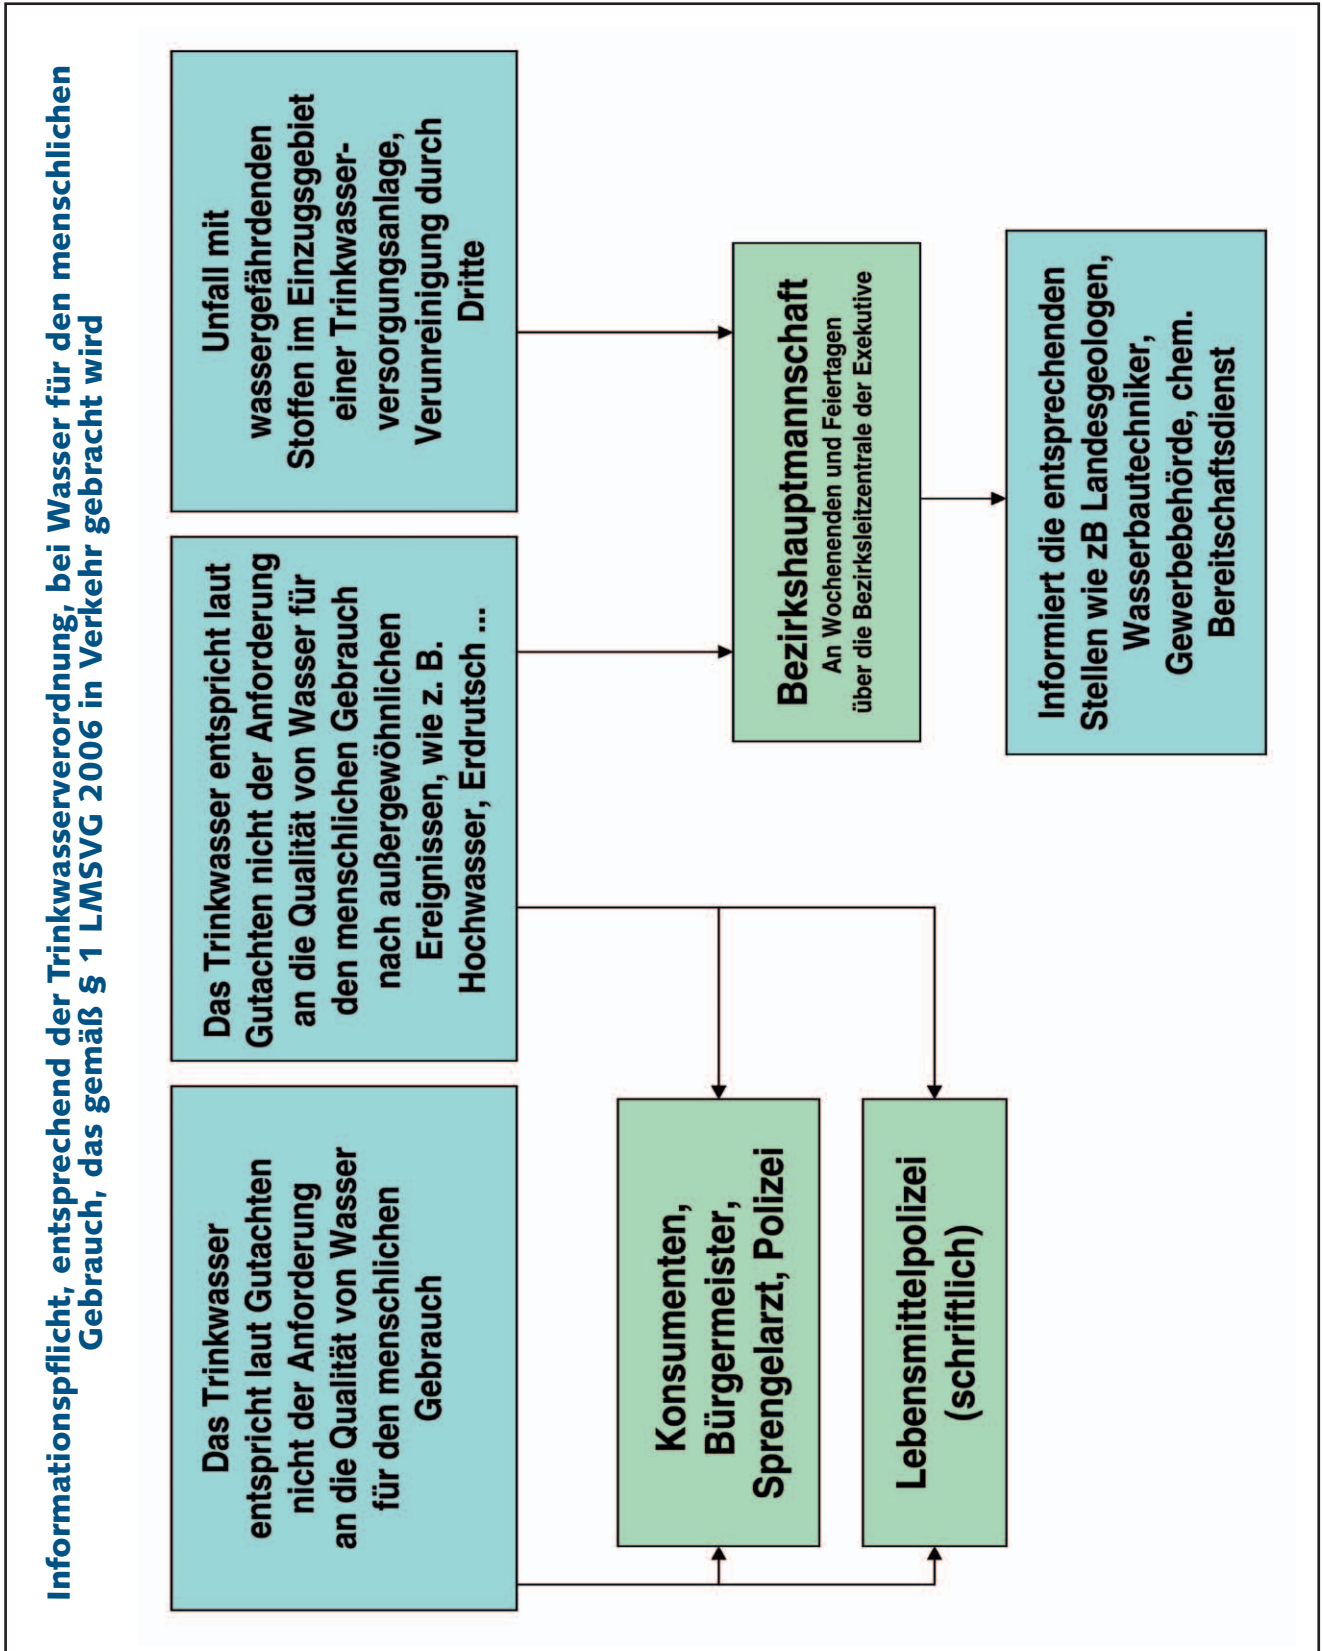 Informationspflicht, entsprechend der Trinkwasserverordnung, bei Wasser für den menschlichen
Gebrauch, das gemäß § 1 LMSVG 2006 in Verkehr gebracht wird
Das Trinkwasser
entspricht laut Gutachten
nicht der Anforderung
an die Qualität von Wasser
für den menschlichen
Gebrauch
Das Trinkwasser entspricht laut
Gutachten nicht der Anforderung
an die Qualität von Wasser für
den menschlichen Gebrauch
nach außergewöhnlichen
Ereignissen, wie z. B.
Hochwasser, Erdrutsch ...
Unfall mit
wassergefährdenden
Stoffen im Einzugsgebiet
einer Trinkwasser-
versorgungsanlage,
Verunreinigung durch
Dritte
Konsumenten,
Bürgermeister,
Sprengelarzt, Polizei
Lebensmittelpolizei
(schriftlich)
Bezirkshauptmannschaft
An Wochenenden und Feiertagen
über die Bezirksleitzentrale der Exekutive
Informiert die entsprechenden
Stellen wie zB Landesgeologen,
Wasserbautechniker,
Gewerbebehörde, chem.
Bereitschaftsdienst